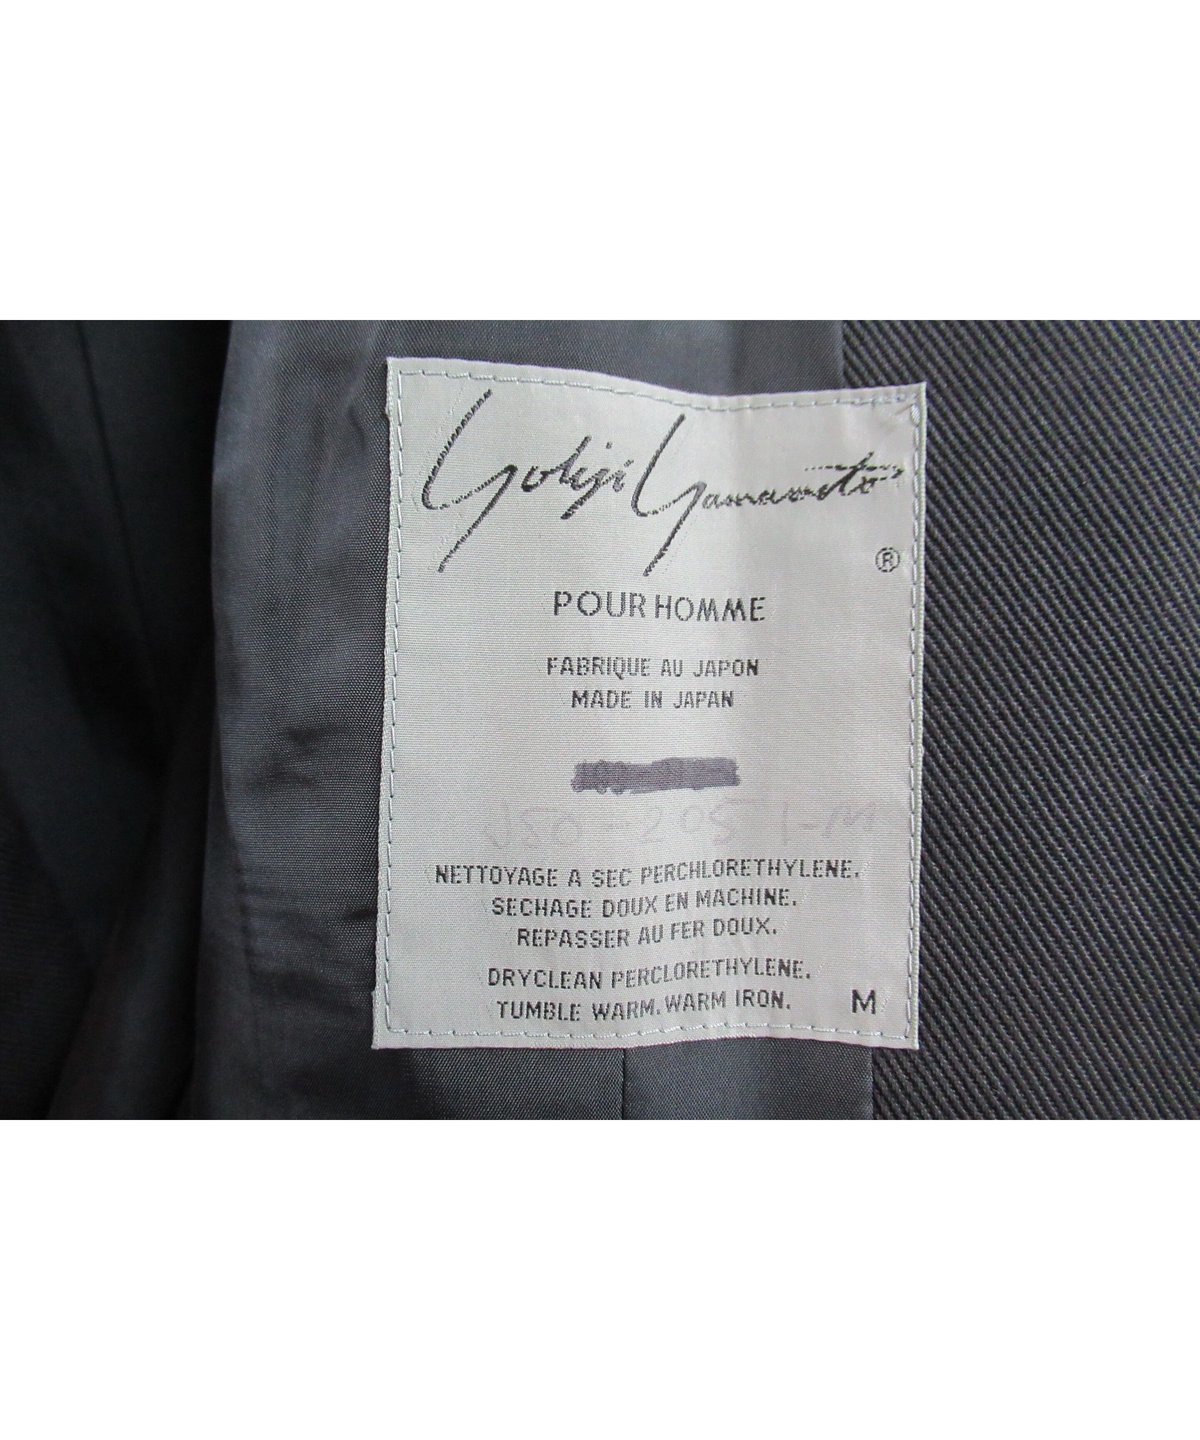 Yohji Yamamoto
®
POUR HOMME
FABRIQUE AU JAPON
MADE IN JAPAN
NETTOYAGE A SEC PERCHLORETHYLENE.
SECHAGE DOUX EN MACHINE.
REPASSER AU FER DOUX.
DRYCLEAN PERCLORETHYLENE.
TUMBLE WARM. WARM IRON. M